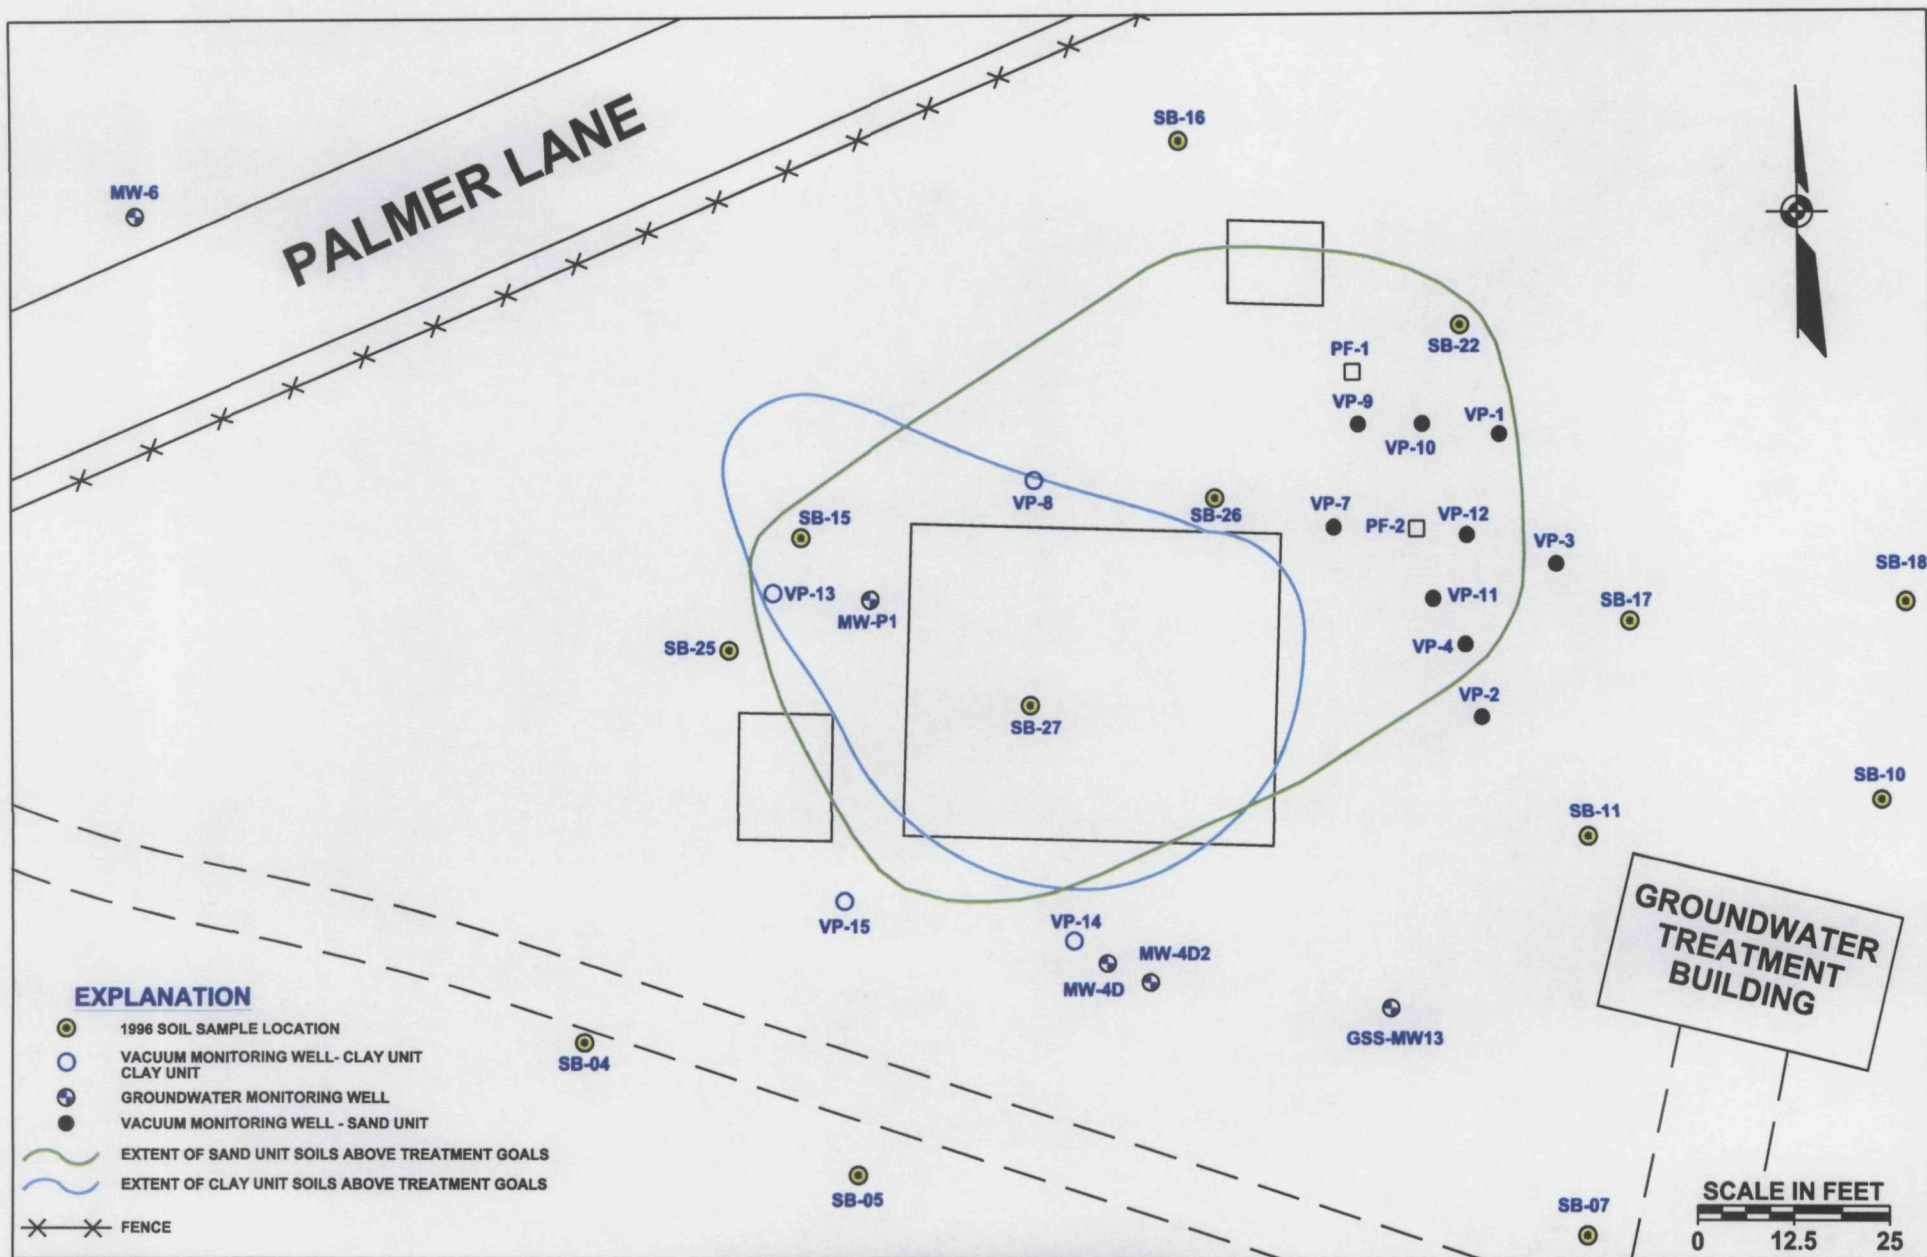 PALMER LANE
MW-6
SB-16
SB-22
PF-1
VP-9
VP-10
VP-1
VP-8
SB-26
VP-7
PF-2
VP-12
VP-3
SB-18
SB-15
VP-13
MW-P1
VP-11
SB-17
SB-25
VP-4
SB-27
VP-2
SB-10
SB-11
VP-15
VP-14
MW-4D2
MW-4D
GSS-MW13
GROUNDWATER
TREATMENT
BUILDING
SB-04
SB-05
SB-07
EXPLANATION
1996 SOIL SAMPLE LOCATION
VACUUM MONITORING WELL- CLAY UNIT
CLAY UNIT
GROUNDWATER MONITORING WELL
VACUUM MONITORING WELL - SAND UNIT
EXTENT OF SAND UNIT SOILS ABOVE TREATMENT GOALS
EXTENT OF CLAY UNIT SOILS ABOVE TREATMENT GOALS
FENCE
SCALE IN FEET
0 12.5 25